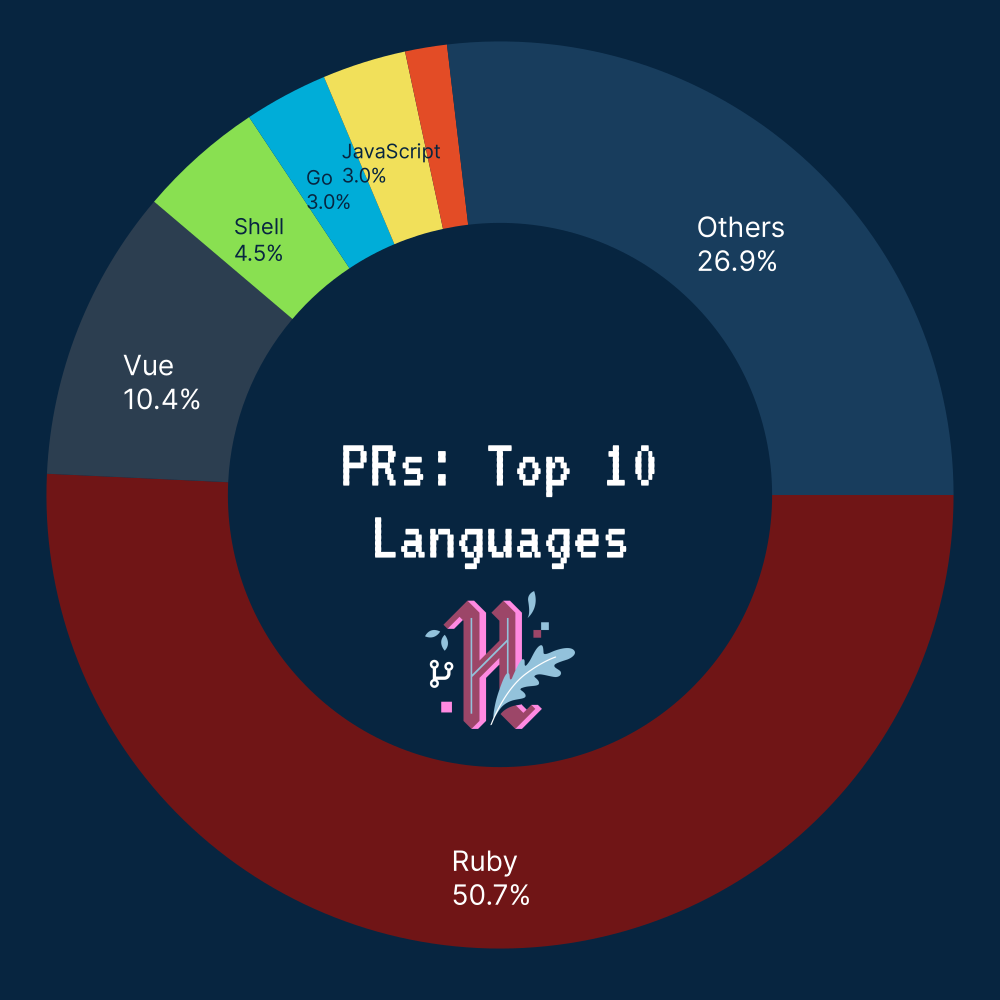 JavaScript
3.0%
Go
3.0%
Shell
4.5%
Others
26.9%
Vue
10.4%
PRs: Top 10
Languages
Ruby
50.7%